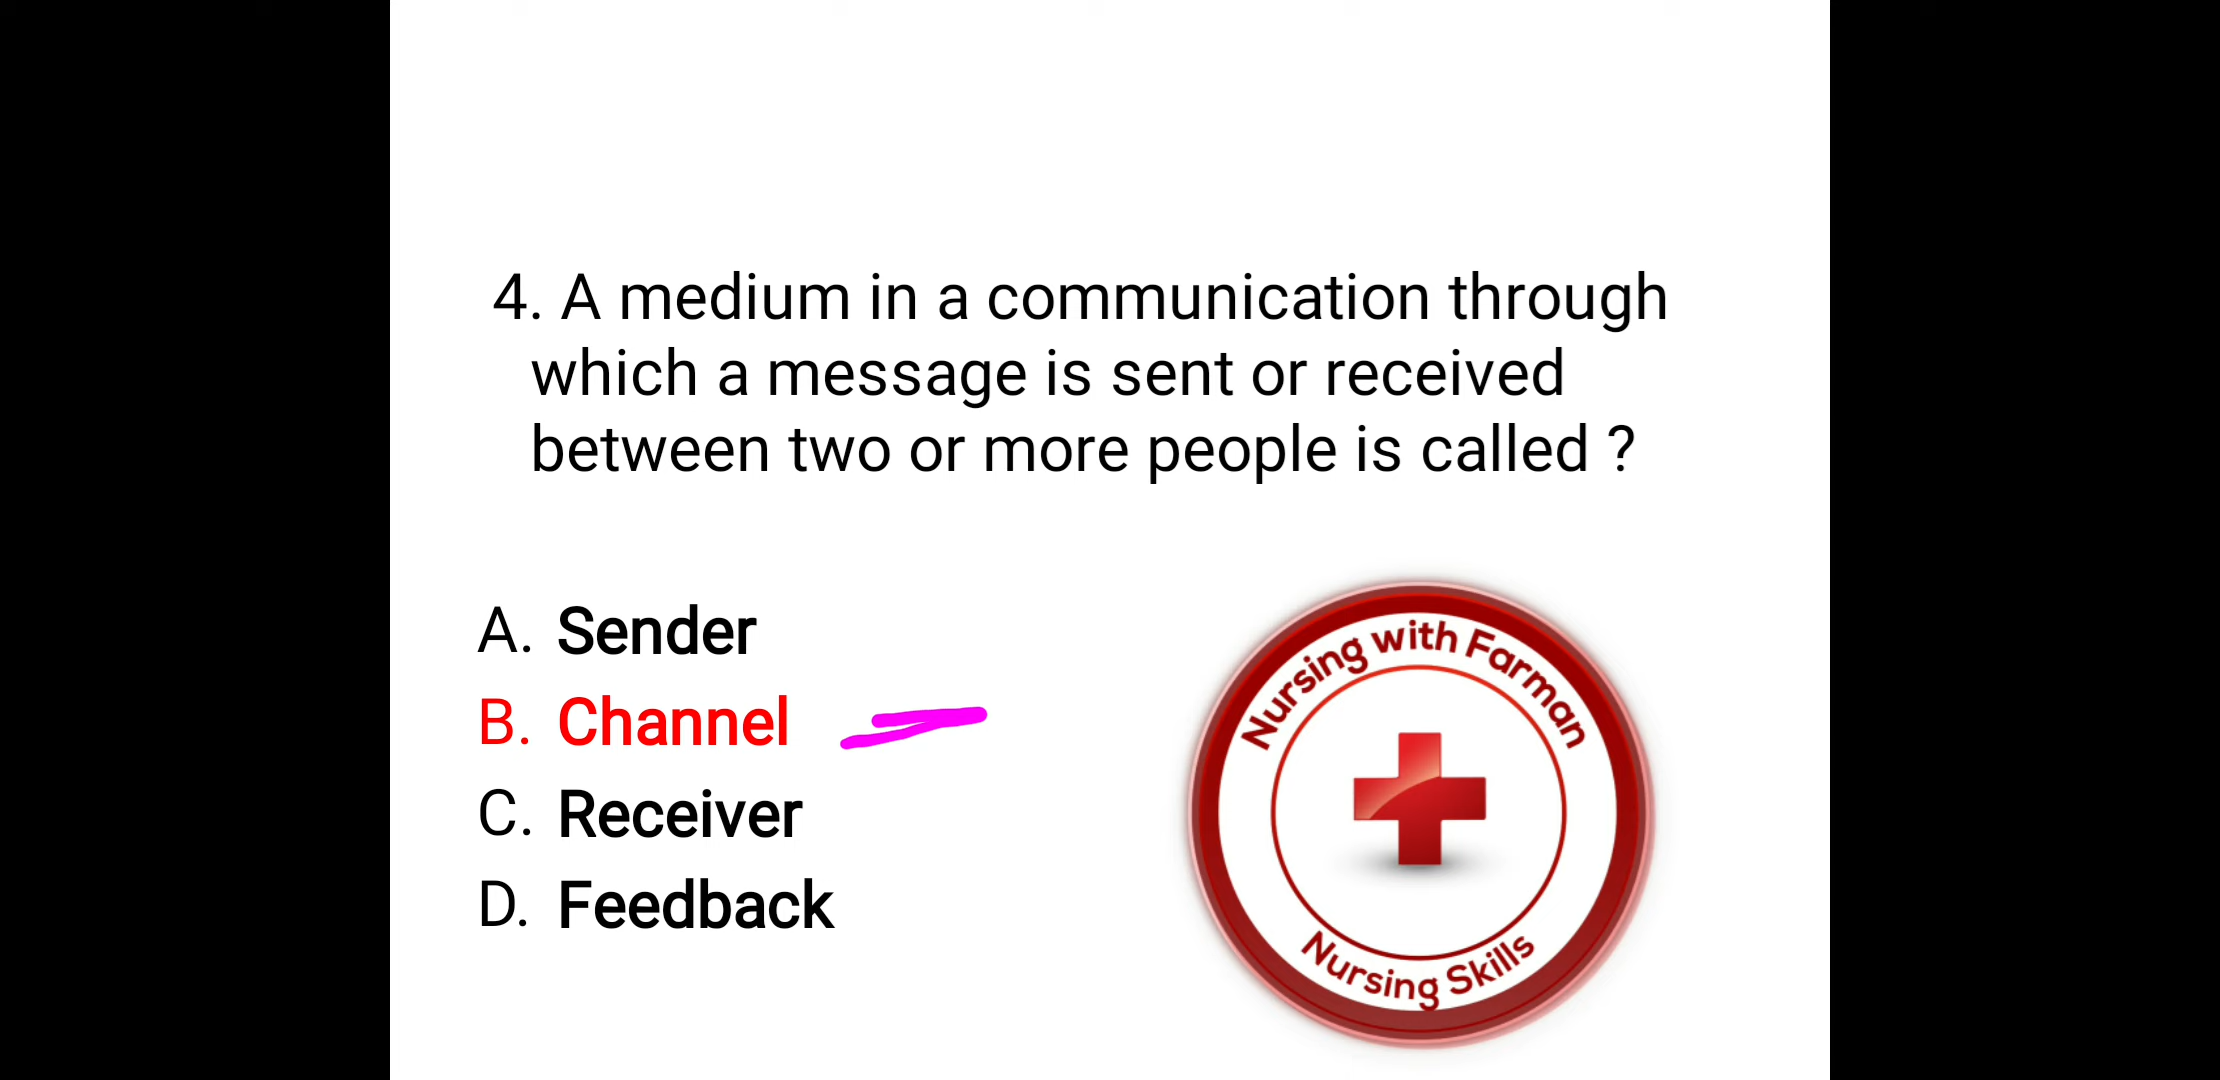 4. A medium in a communication through
which a message is sent or received
between two or more people is called ?
A. Sender
B. Channel
C. Receiver
D. Feedback
Nursing with Farman
Nursing Skills